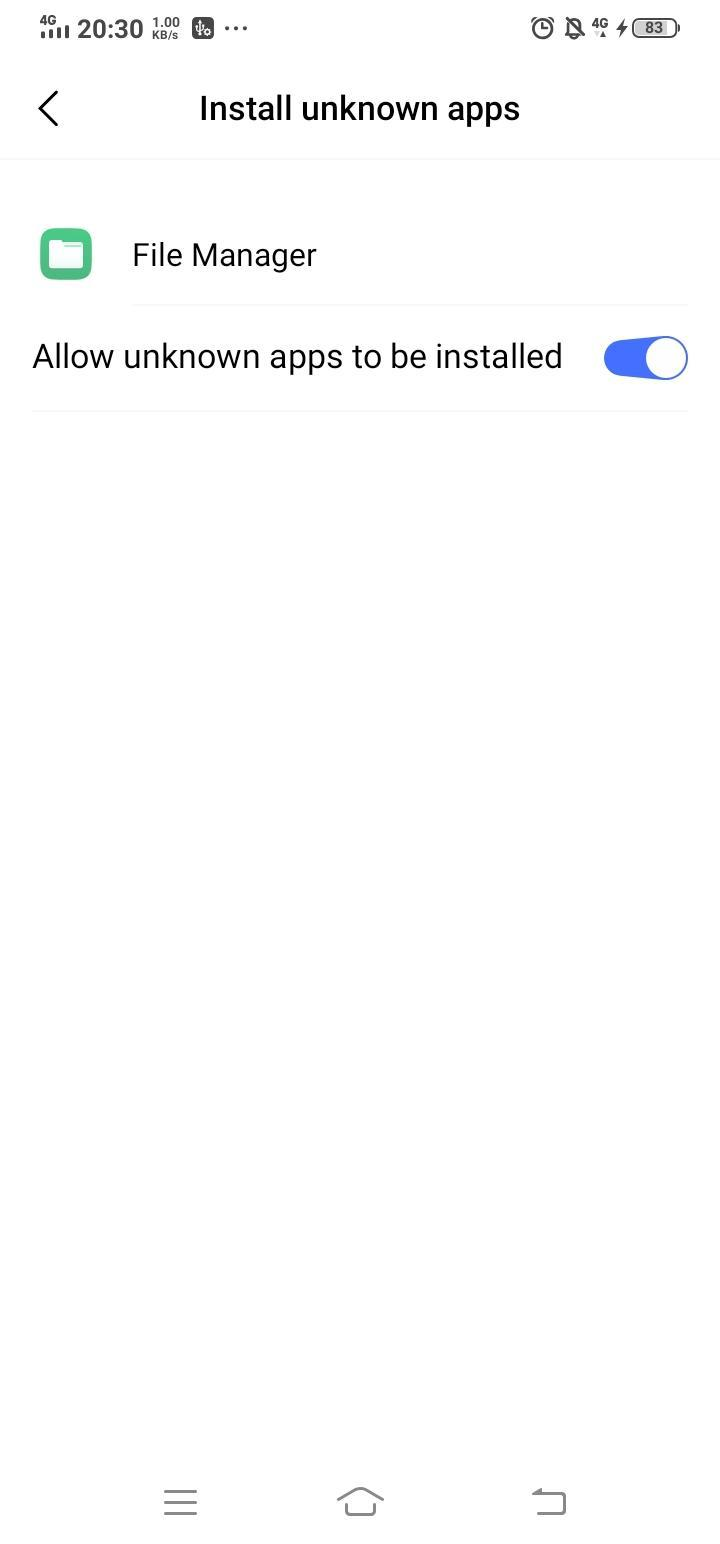 4G 20:30 1.00 KB/s ... 4G 83
Install unknown apps
File Manager
Allow unknown apps to be installed